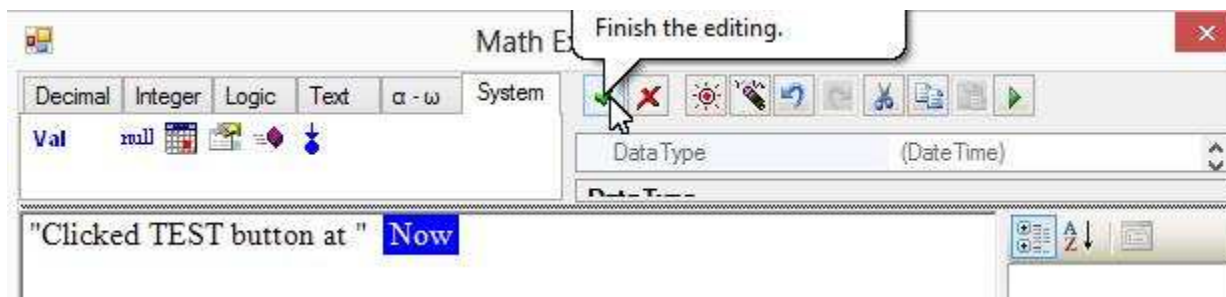 Math E
Finish the editing.
Decimal Integer Logic Text α - ω System
Val null
DataType (DateTime)
"Clicked TEST button at " Now